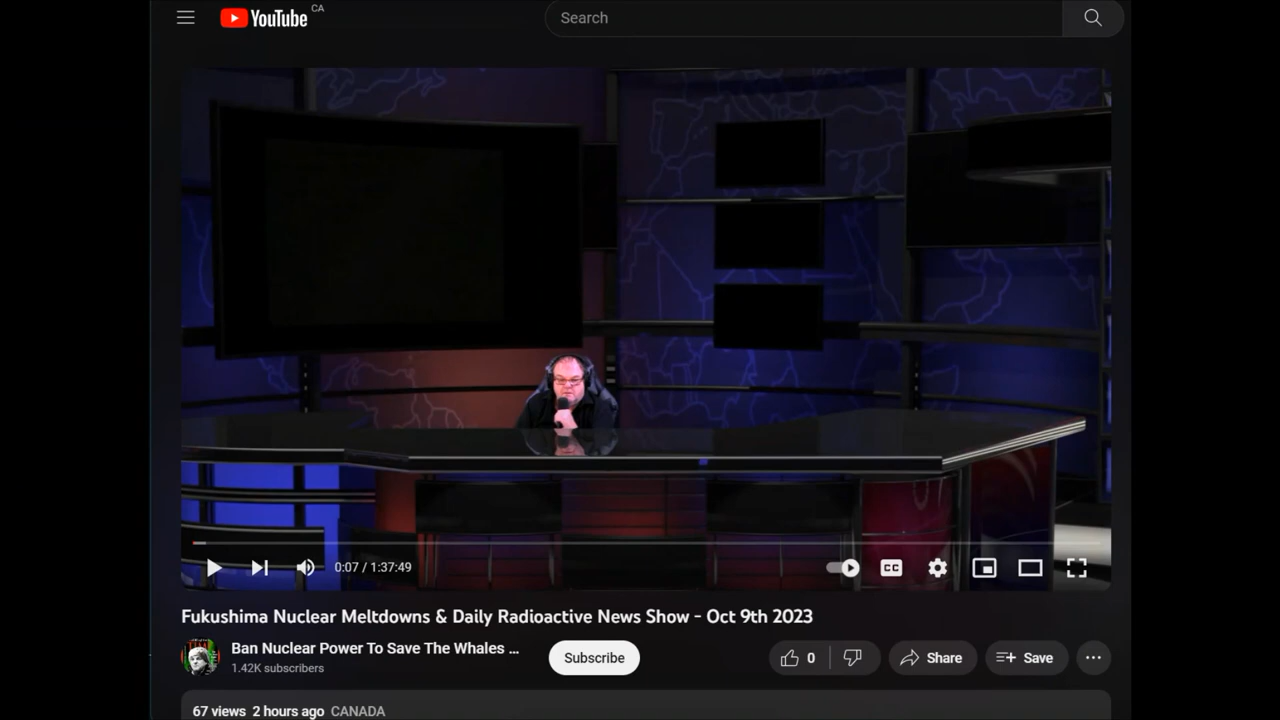 YouTube CA
Search
0:07 / 1:37:49
CC
Fukushima Nuclear Meltdowns & Daily Radioactive News Show - Oct 9th 2023
Ban Nuclear Power To Save The Whales ...
1.42K subscribers
Subscribe
0
Share
Save
67 views 2 hours ago CANADA